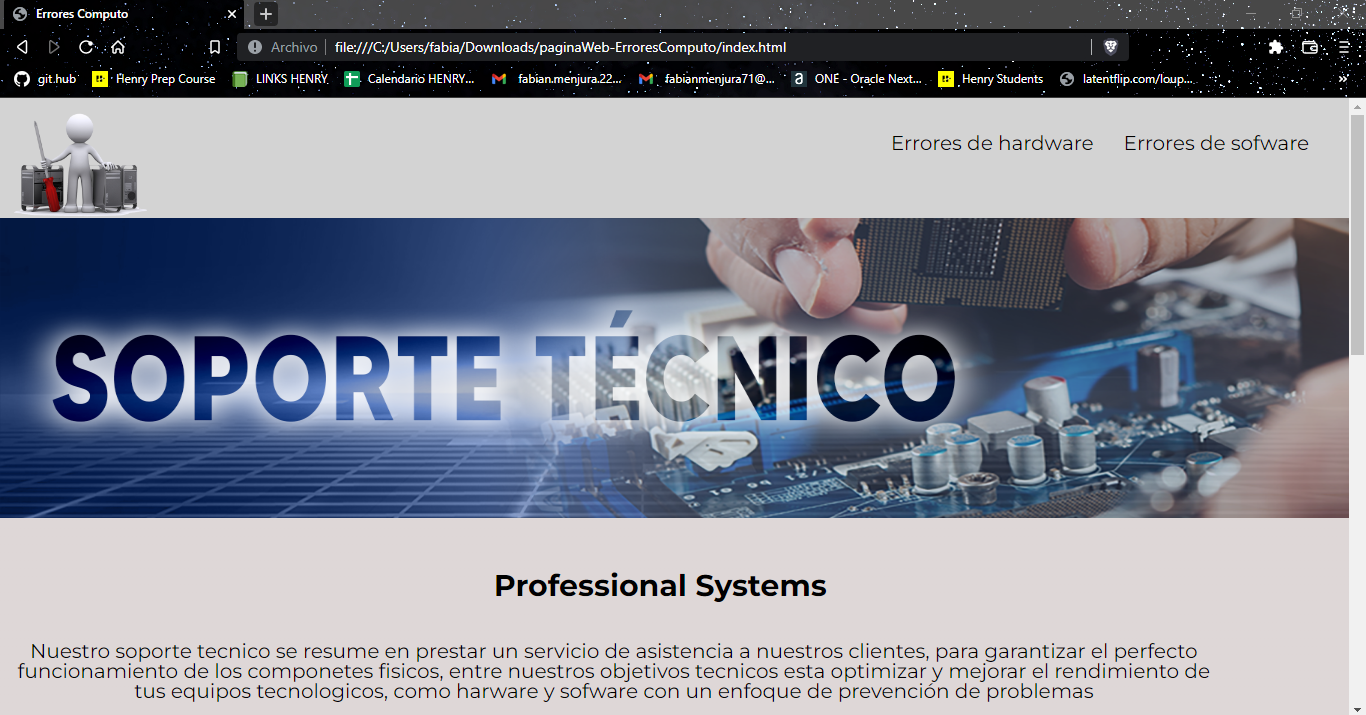 Errores Computo
Archivo file:///C:/Users/fabia/Downloads/paginaWeb-ErroresComputo/index.html
git.hub Henry Prep Course LINKS HENRY. Calendario HENRY... fabian.menjura.22... fabianmenjura71@... ONE - Oracle Next... Henry Students latentflip.com/loup...
Errores de hardware Errores de sofware
SOPORTE TÉCNICO
Professional Systems
Nuestro soporte tecnico se resume en prestar un servicio de asistencia a nuestros clientes, para garantizar el perfecto
funcionamiento de los componetes fisicos, entre nuestros objetivos tecnicos esta optimizar y mejorar el rendimiento de
tus equipos tecnologicos, como harware y sofware con un enfoque de prevención de problemas